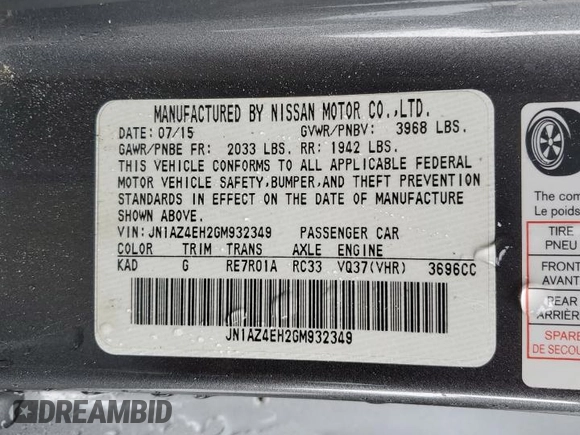 MANUFACTURED BY NISSAN MOTOR CO.,LTD.
DATE: 07/15 GVWR/PNBV: 3968 LBS.
GAWR/PNBE FR: 2033 LBS. RR: 1942 LBS.
THIS VEHICLE CONFORMS TO ALL APPLICABLE FEDERAL
MOTOR VEHICLE SAFETY,BUMPER,AND THEFT PREVENTION
STANDARDS IN EFFECT ON THE DATE OF MANUFACTURE
SHOWN ABOVE.
VIN: JN1AZ4EH2GM932349 PASSENGER CAR
COLOR TRIM TRANS AXLE ENGINE
KAD G RE7R01A RC33 VQ37(VHR) 3696CC
JN1AZ4EH2GM932349
The com
Le poids
TIRE
PNEU
FRONT
AVANT
REAR
ARRIÈRE
SPARE
DE SECOU
DREAMBID